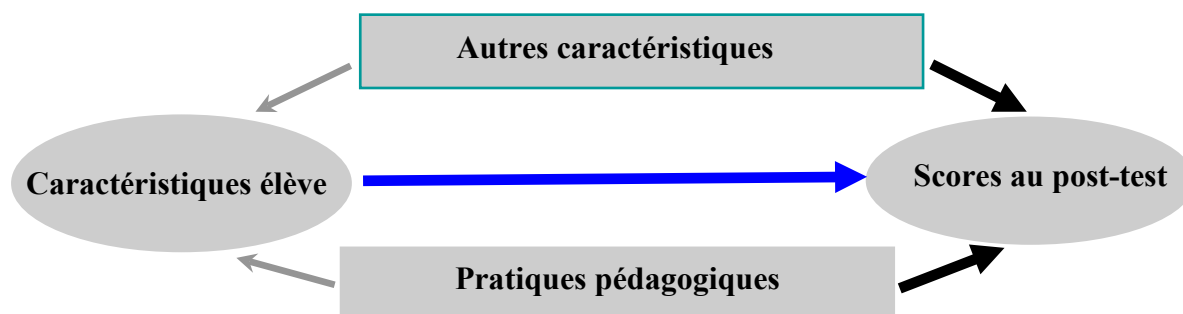 Autres caractéristiques
Caractéristiques élève
Scores au post-test
Pratiques pédagogiques